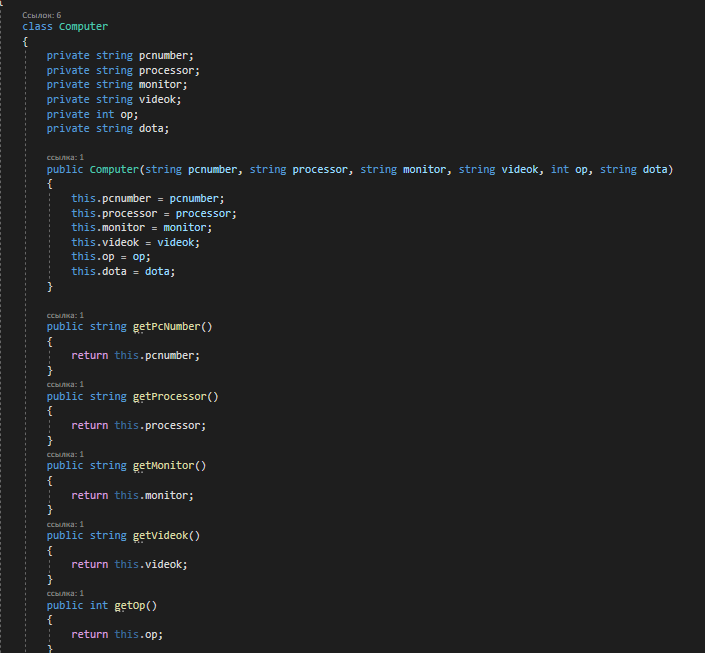 Ссылок: 6
class Computer
{
private string pcnumber;
private string processor;
private string monitor;
private string videok;
private int op;
private string dota;
ссылка: 1
public Computer(string pcnumber, string processor, string monitor, string videok, int op, string dota)
{
this.pcnumber = pcnumber;
this.processor = processor;
this.monitor = monitor;
this.videok = videok;
this.op = op;
this.dota = dota;
}
ссылка: 1
public string getPcNumber()
{
return this.pcnumber;
}
ссылка: 1
public string getProcessor()
{
return this.processor;
}
ссылка: 1
public string getMonitor()
{
return this.monitor;
}
ссылка: 1
public string getVideok()
{
return this.videok;
}
ссылка: 1
public int getOp()
{
return this.op;
}